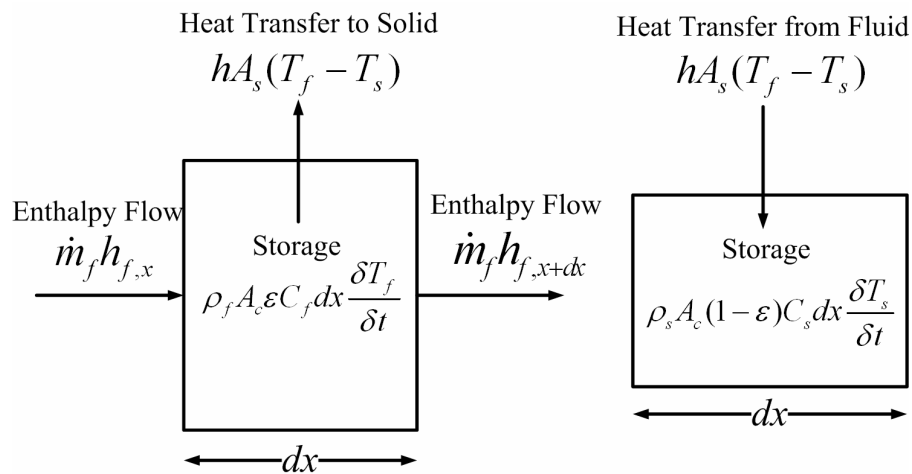 Heat Transfer to Solid
hA_s(T_f − T_s)
Enthalpy Flow
ṁ_f h_{f,x}
Storage
ρ_f A_c ε C_f dx δT_f/δt
Enthalpy Flow
ṁ_f h_{f,x+dx}
dx
Heat Transfer from Fluid
hA_s(T_f − T_s)
Storage
ρ_s A_c (1 − ε) C_s dx δT_s/δt
dx